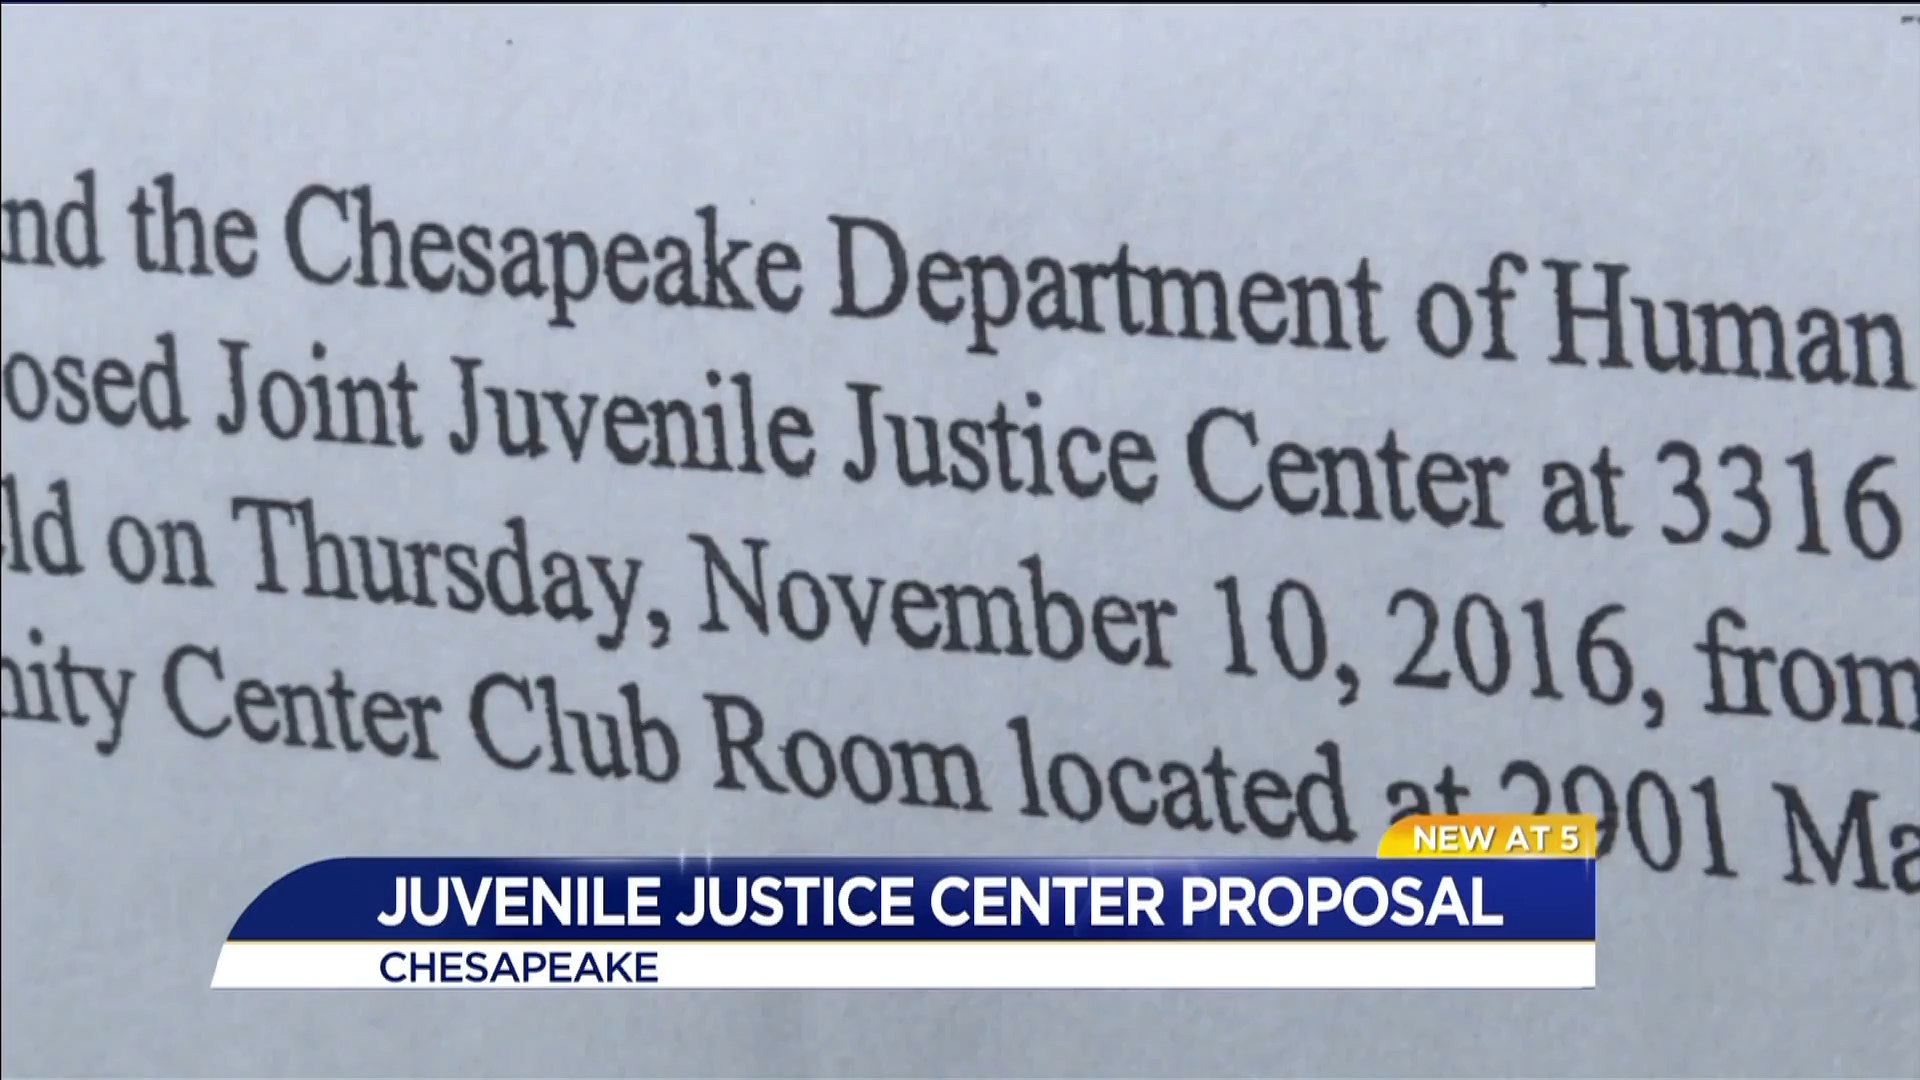 nd the Chesapeake Department of Human
osed Joint Juvenile Justice Center at 3316
ld on Thursday, November 10, 2016, from
nity Center Club Room located at 2901 Ma
NEW AT 5
JUVENILE JUSTICE CENTER PROPOSAL
CHESAPEAKE